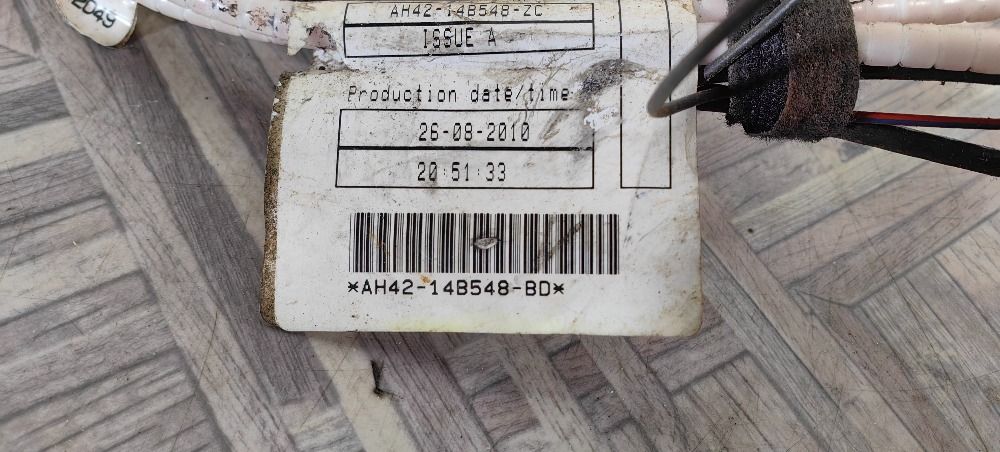 2D49
AH42-14B548-ZC
ISSUE A
Production date/time
26-08-2010
20:51:33
*AH42-14B548-BD*